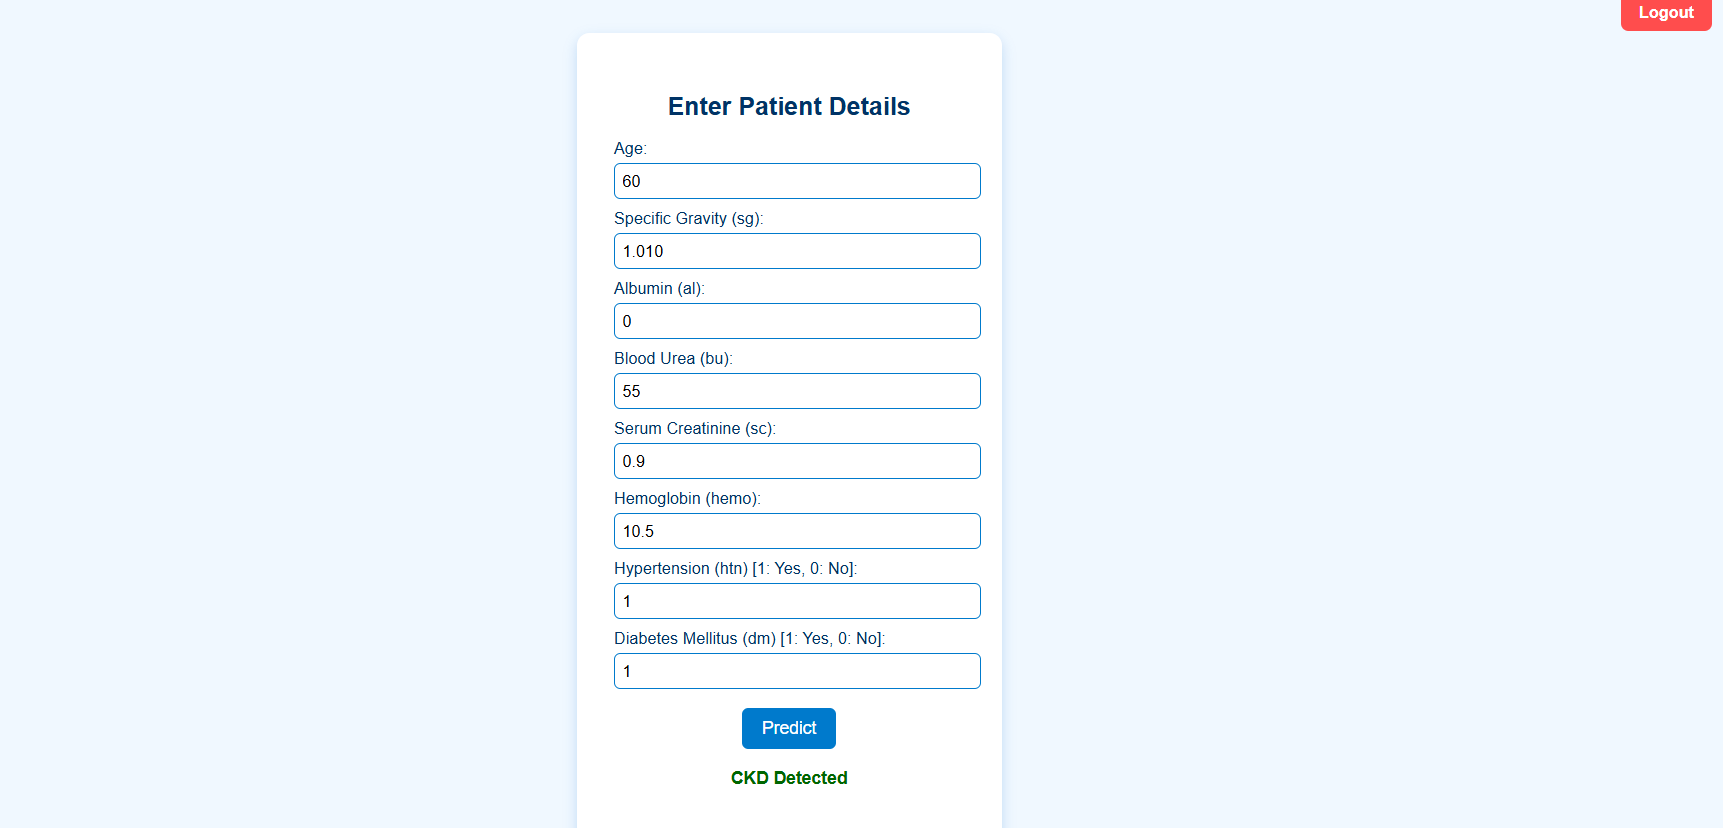 Logout
Enter Patient Details
Age:
60
Specific Gravity (sg):
1.010
Albumin (al):
0
Blood Urea (bu):
55
Serum Creatinine (sc):
0.9
Hemoglobin (hemo):
10.5
Hypertension (htn) [1: Yes, 0: No]:
1
Diabetes Mellitus (dm) [1: Yes, 0: No]:
1
Predict
CKD Detected